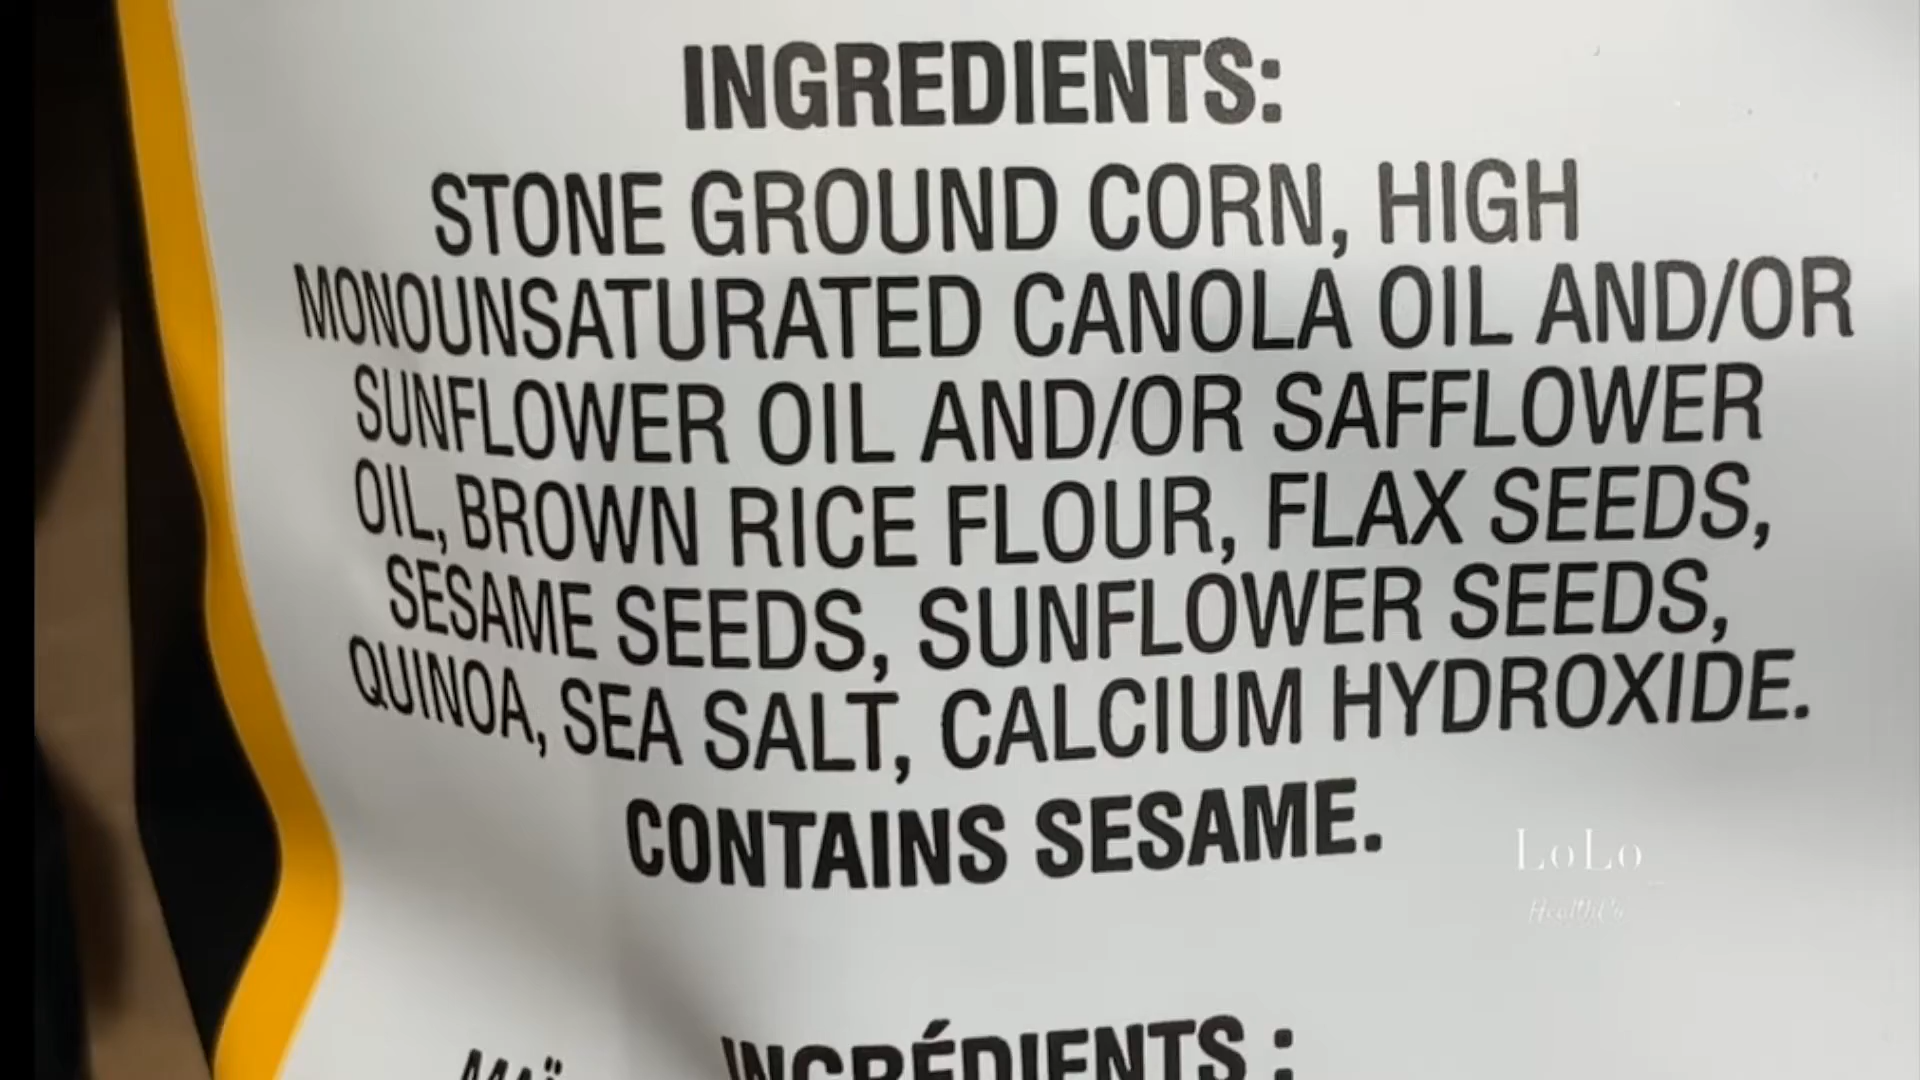 INGREDIENTS:
STONE GROUND CORN, HIGH
MONOUNSATURATED CANOLA OIL AND/OR
SUNFLOWER OIL AND/OR SAFFLOWER
OIL, BROWN RICE FLOUR, FLAX SEEDS,
SESAME SEEDS, SUNFLOWER SEEDS,
QUINOA, SEA SALT, CALCIUM HYDROXIDE.
CONTAINS SESAME.
LoLo
INGRÉDIENTS :